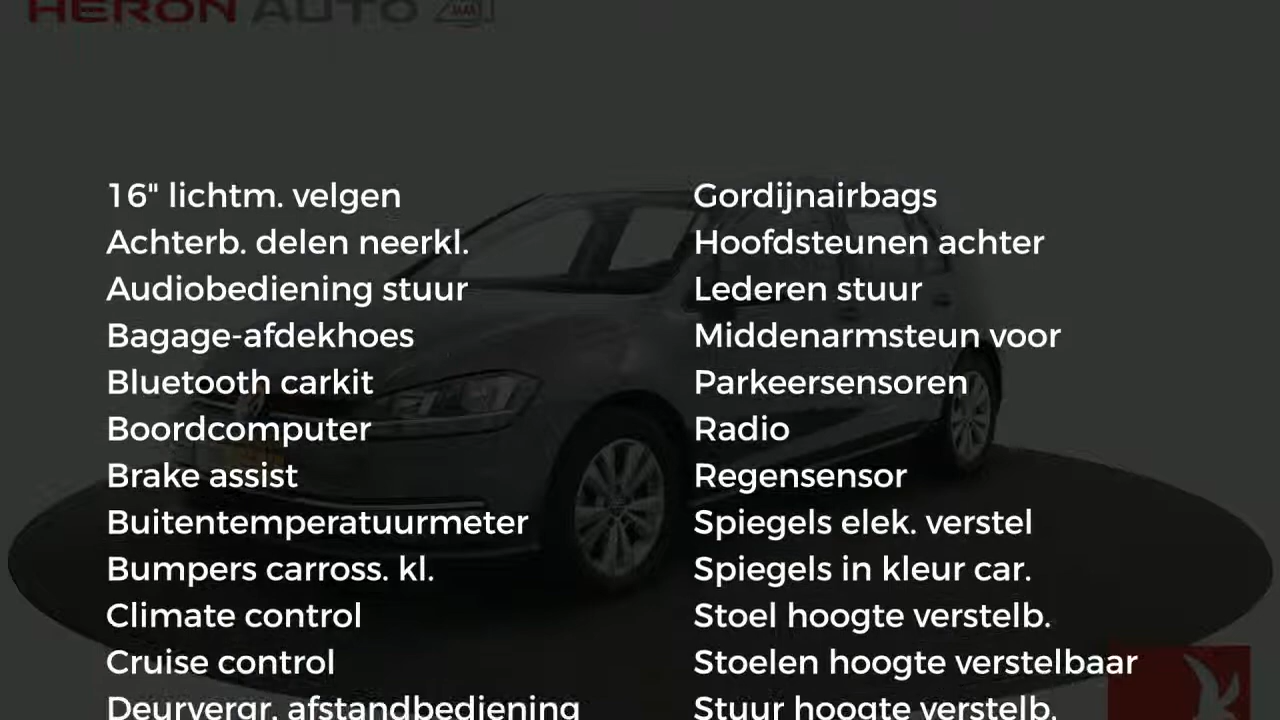 HERON AUTO
16" lichtm. velgen
Achterb. delen neerkl.
Audiobediening stuur
Bagage-afdekhoes
Bluetooth carkit
Boordcomputer
Brake assist
Buitentemperatuurmeter
Bumpers carross. kl.
Climate control
Cruise control
Deurvergr. afstandbediening
Gordijnairbags
Hoofdsteunen achter
Lederen stuur
Middenarmsteun voor
Parkeersensoren
Radio
Regensensor
Spiegels elek. verstel
Spiegels in kleur car.
Stoel hoogte verstelb.
Stoelen hoogte verstelbaar
Stuur hoogte verstelb.